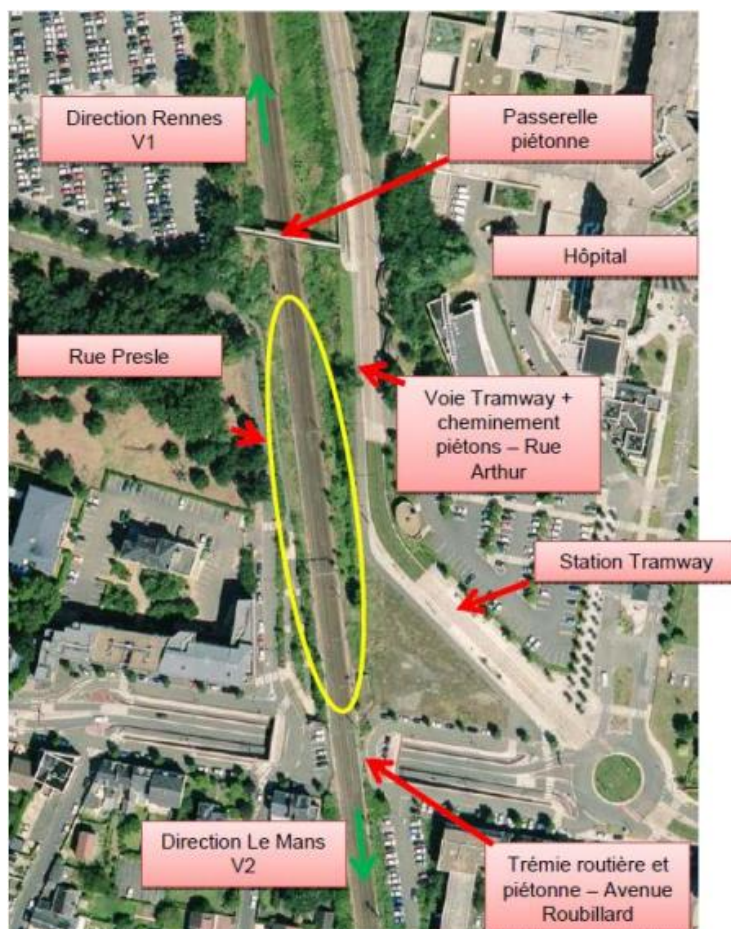 Direction Rennes
V1
Passerelle
piétonne
Hôpital
Rue Presle
Voie Tramway +
cheminement
piétons – Rue
Arthur
Station Tramway
Direction Le Mans
V2
Trémie routière et
piétonne – Avenue
Roubillard